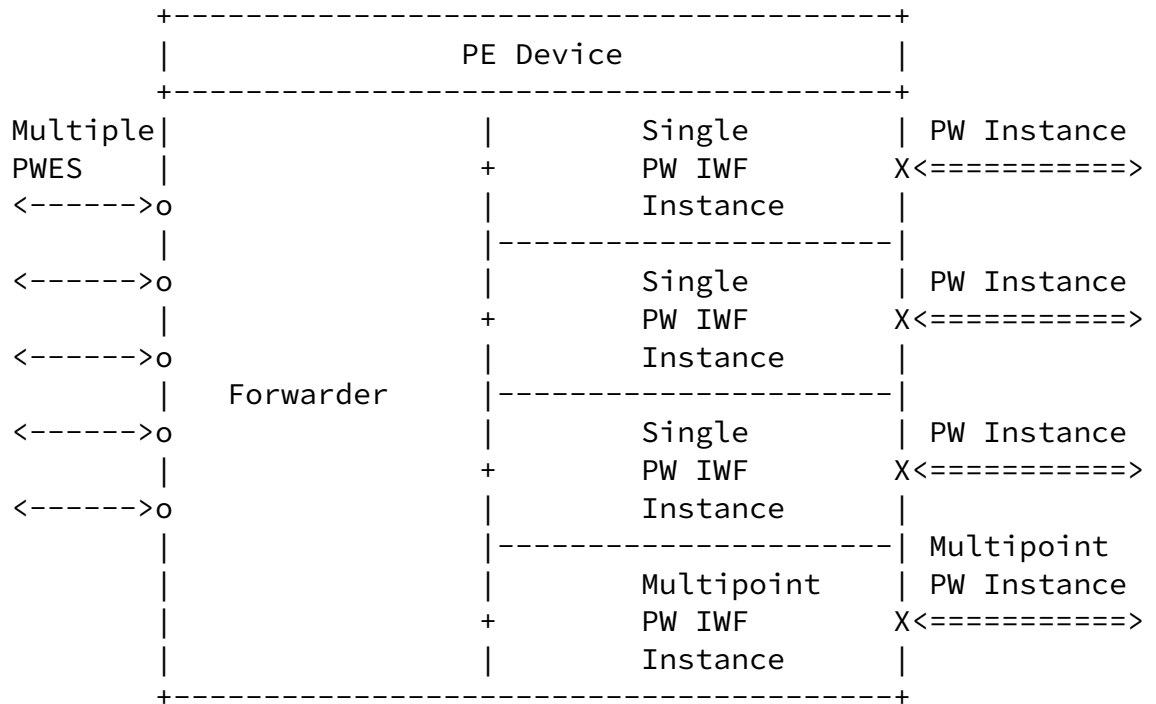 +----------------------------------------+
|                PE Device               |
+----------------------------------------+
Multiple|                 |        Single       | PW Instance
PWES    |                 +        PW IWF       X<===========>
<------>o                 |        Instance     |
        |                 |---------------------|
<------>o                 |        Single       | PW Instance
        |                 +        PW IWF       X<===========>
<------>o                 |        Instance     |
        |   Forwarder     |---------------------|
<------>o                 |        Single       | PW Instance
        |                 +        PW IWF       X<===========>
<------>o                 |        Instance     |
        |                 |---------------------| Multipoint
        |                 |        Multipoint   | PW Instance
        |                 +        PW IWF       X<===========>
        |                 |        Instance     |
        +----------------------------------------+